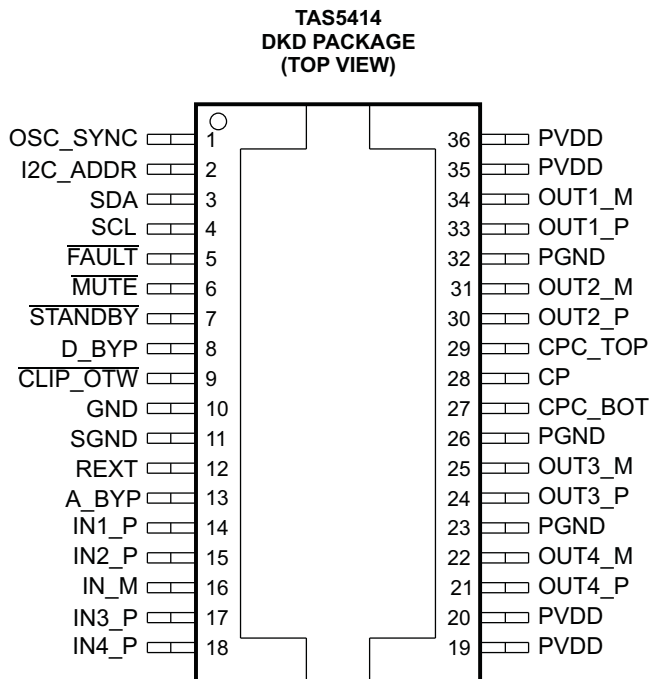 TAS5414
DKD PACKAGE
(TOP VIEW)
OSC_SYNC 1 36 PVDD
I2C_ADDR 2 35 PVDD
SDA 3 34 OUT1_M
SCL 4 33 OUT1_P
FAULT 5 32 PGND
MUTE 6 31 OUT2_M
STANDBY 7 30 OUT2_P
D_BYP 8 29 CPC_TOP
CLIP_OTW 9 28 CP
GND 10 27 CPC_BOT
SGND 11 26 PGND
REXT 12 25 OUT3_M
A_BYP 13 24 OUT3_P
IN1_P 14 23 PGND
IN2_P 15 22 OUT4_M
IN_M 16 21 OUT4_P
IN3_P 17 20 PVDD
IN4_P 18 19 PVDD